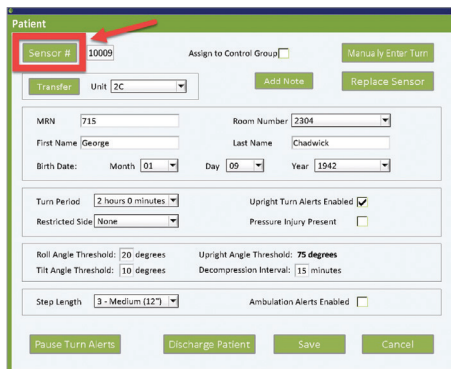 Patient
Sensor # 10009 Assign to Control Group Manually Enter Turn
Transfer Unit 2C Add Note Replace Sensor
MRN 715 Room Number 2304
First Name George Last Name Chadwick
Birth Date: Month 01 Day 09 Year 1942
Turn Period 2 hours 0 minutes Upright Turn Alerts Enabled
Restricted Side None Pressure Injury Present
Roll Angle Threshold: 20 degrees Upright Angle Threshold: 75 degrees
Tilt Angle Threshold: 10 degrees Decompression Interval: 15 minutes
Step Length 3 - Medium (12") Ambulation Alerts Enabled
Pause Turn Alerts Discharge Patient Save Cancel